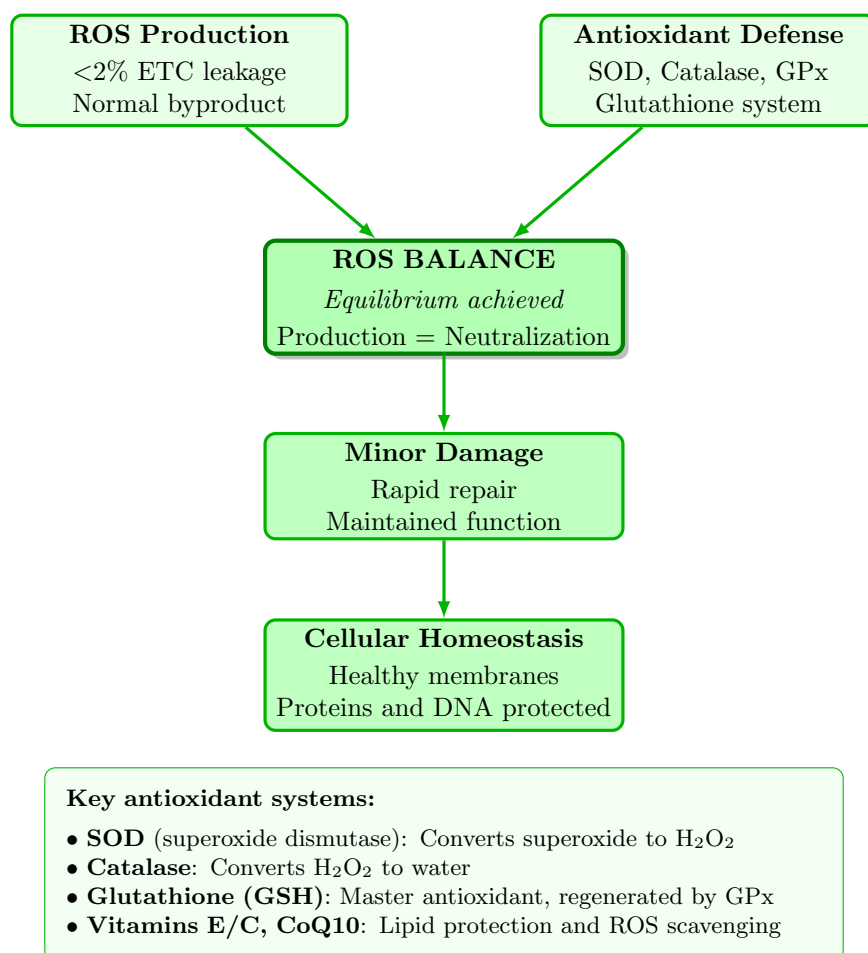 ROS Production
<2% ETC leakage
Normal byproduct
Antioxidant Defense
SOD, Catalase, GPx
Glutathione system
ROS BALANCE
Equilibrium achieved
Production = Neutralization
Minor Damage
Rapid repair
Maintained function
Cellular Homeostasis
Healthy membranes
Proteins and DNA protected
Key antioxidant systems:
• SOD (superoxide dismutase): Converts superoxide to H₂O₂
• Catalase: Converts H₂O₂ to water
• Glutathione (GSH): Master antioxidant, regenerated by GPx
• Vitamins E/C, CoQ10: Lipid protection and ROS scavenging